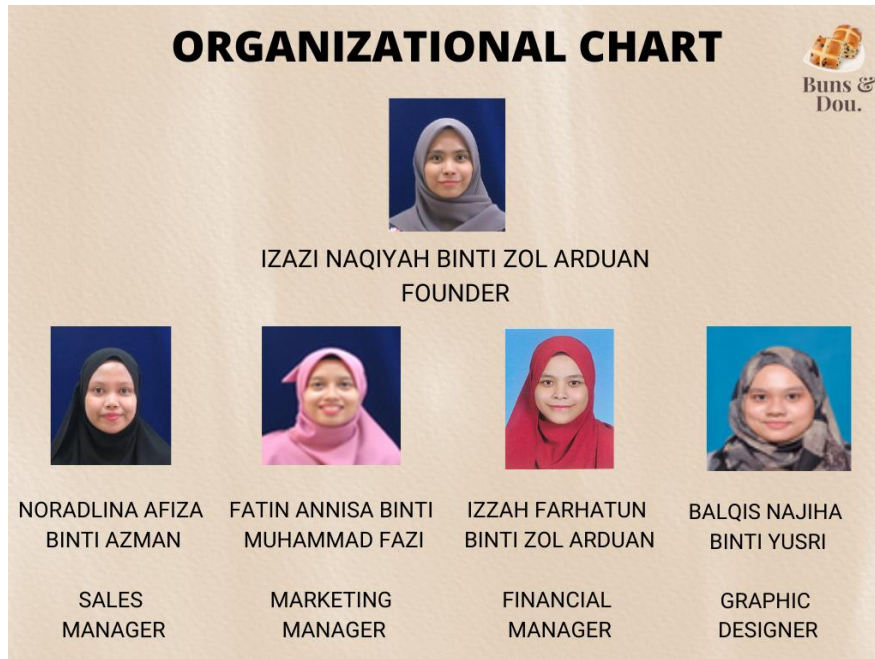 ORGANIZATIONAL CHART
Buns &
Dou.
IZAZI NAQIYAH BINTI ZOL ARDUAN
FOUNDER
NORADLINA AFIZA
BINTI AZMAN
SALES
MANAGER
FATIN ANNISA BINTI
MUHAMMAD FAZI
MARKETING
MANAGER
IZZAH FARHATUN
BINTI ZOL ARDUAN
FINANCIAL
MANAGER
BALQIS NAJIHA
BINTI YUSRI
GRAPHIC
DESIGNER